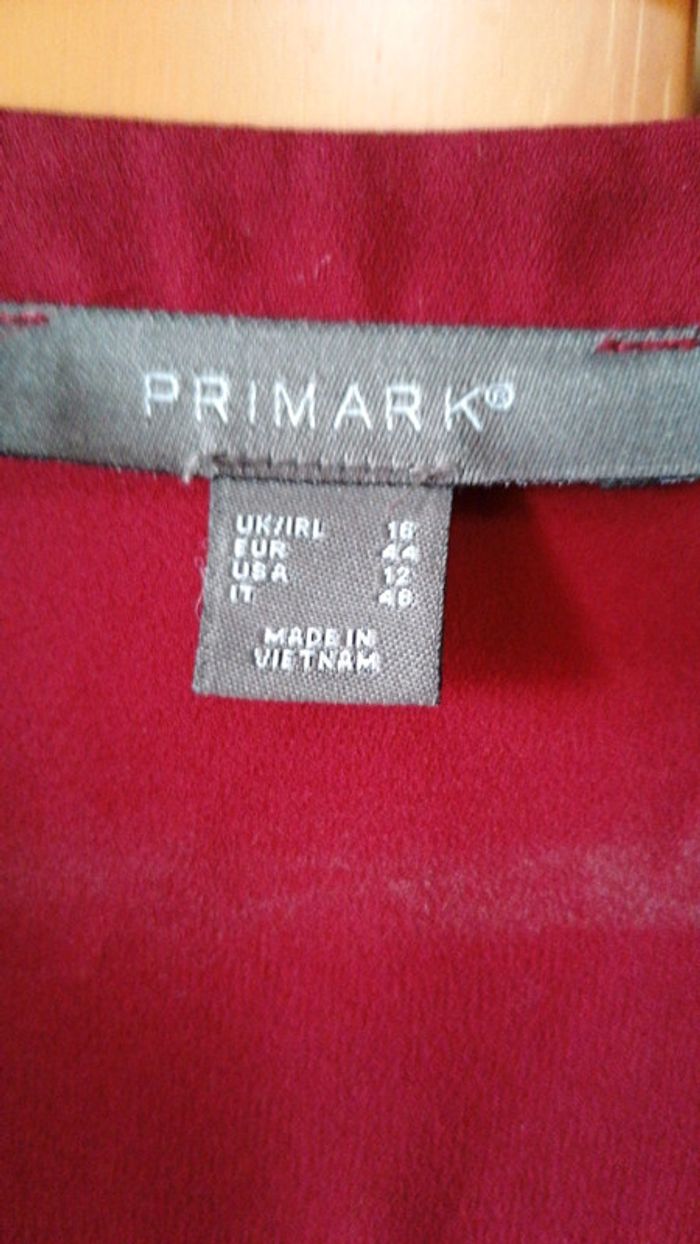 PRIMARK®
UK/IRL 16
EUR 44
USA 12
IT 48
MADE IN
VIETNAM